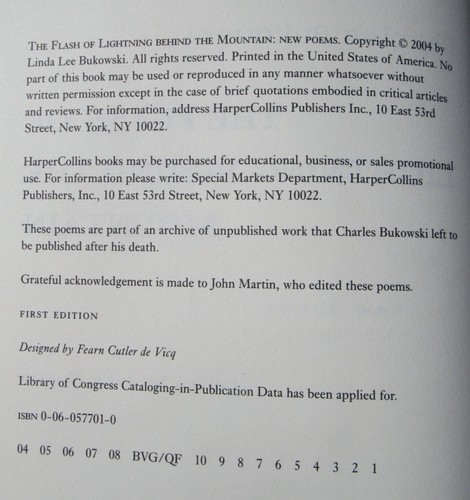 THE FLASH OF LIGHTNING BEHIND THE MOUNTAIN: NEW POEMS. Copyright © 2004 by
Linda Lee Bukowski. All rights reserved. Printed in the United States of America. No
part of this book may be used or reproduced in any manner whatsoever without
written permission except in the case of brief quotations embodied in critical articles
and reviews. For information, address HarperCollins Publishers Inc., 10 East 53rd
Street, New York, NY 10022.
HarperCollins books may be purchased for educational, business, or sales promotional
use. For information please write: Special Markets Department, HarperCollins
Publishers, Inc., 10 East 53rd Street, New York, NY 10022.
These poems are part of an archive of unpublished work that Charles Bukowski left to
be published after his death.
Grateful acknowledgement is made to John Martin, who edited these poems.
FIRST EDITION
Designed by Fearn Cutler de Vicq
Library of Congress Cataloging-in-Publication Data has been applied for.
ISBN 0-06-057701-0
04 05 06 07 08 BVG/QF 10 9 8 7 6 5 4 3 2 1